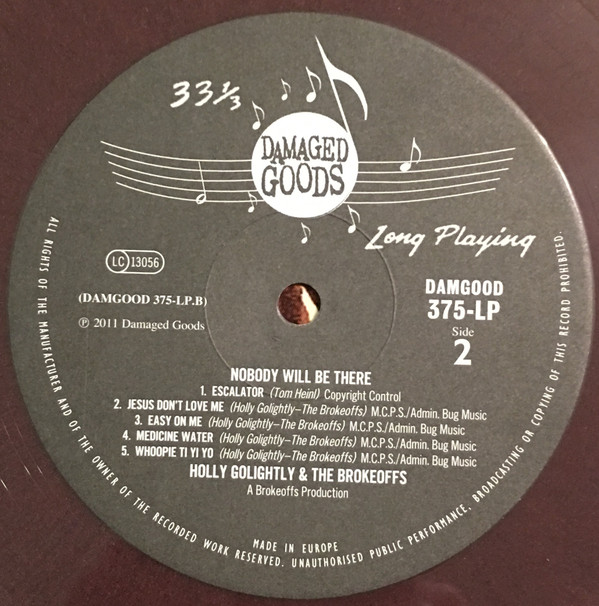 33 1/3
DAMAGED
GOODS
Long Playing
LC 13056
(DAMGOOD 375-LP.B)
℗ 2011 Damaged Goods
DAMGOOD
375-LP
Side
2
NOBODY WILL BE THERE
1. ESCALATOR (Tom Heinl) Copyright Control
2. JESUS DON'T LOVE ME (Holly Golightly–The Brokeoffs) M.C.P.S./Admin. Bug Music
3. EASY ON ME (Holly Golightly–The Brokeoffs) M.C.P.S./Admin. Bug Music
4. MEDICINE WATER (Holly Golightly–The Brokeoffs) M.C.P.S./Admin. Bug Music
5. WHOOPIE TI YI YO (Holly Golightly–The Brokeoffs) M.C.P.S./Admin. Bug Music
HOLLY GOLIGHTLY & THE BROKEOFFS
A Brokeoffs Production
MADE IN EUROPE
ALL RIGHTS OF THE MANUFACTURER AND OF THE OWNER OF THE RECORDED WORK RESERVED. UNAUTHORISED PUBLIC PERFORMANCE, BROADCASTING OR COPYING OF THIS RECORD PROHIBITED.